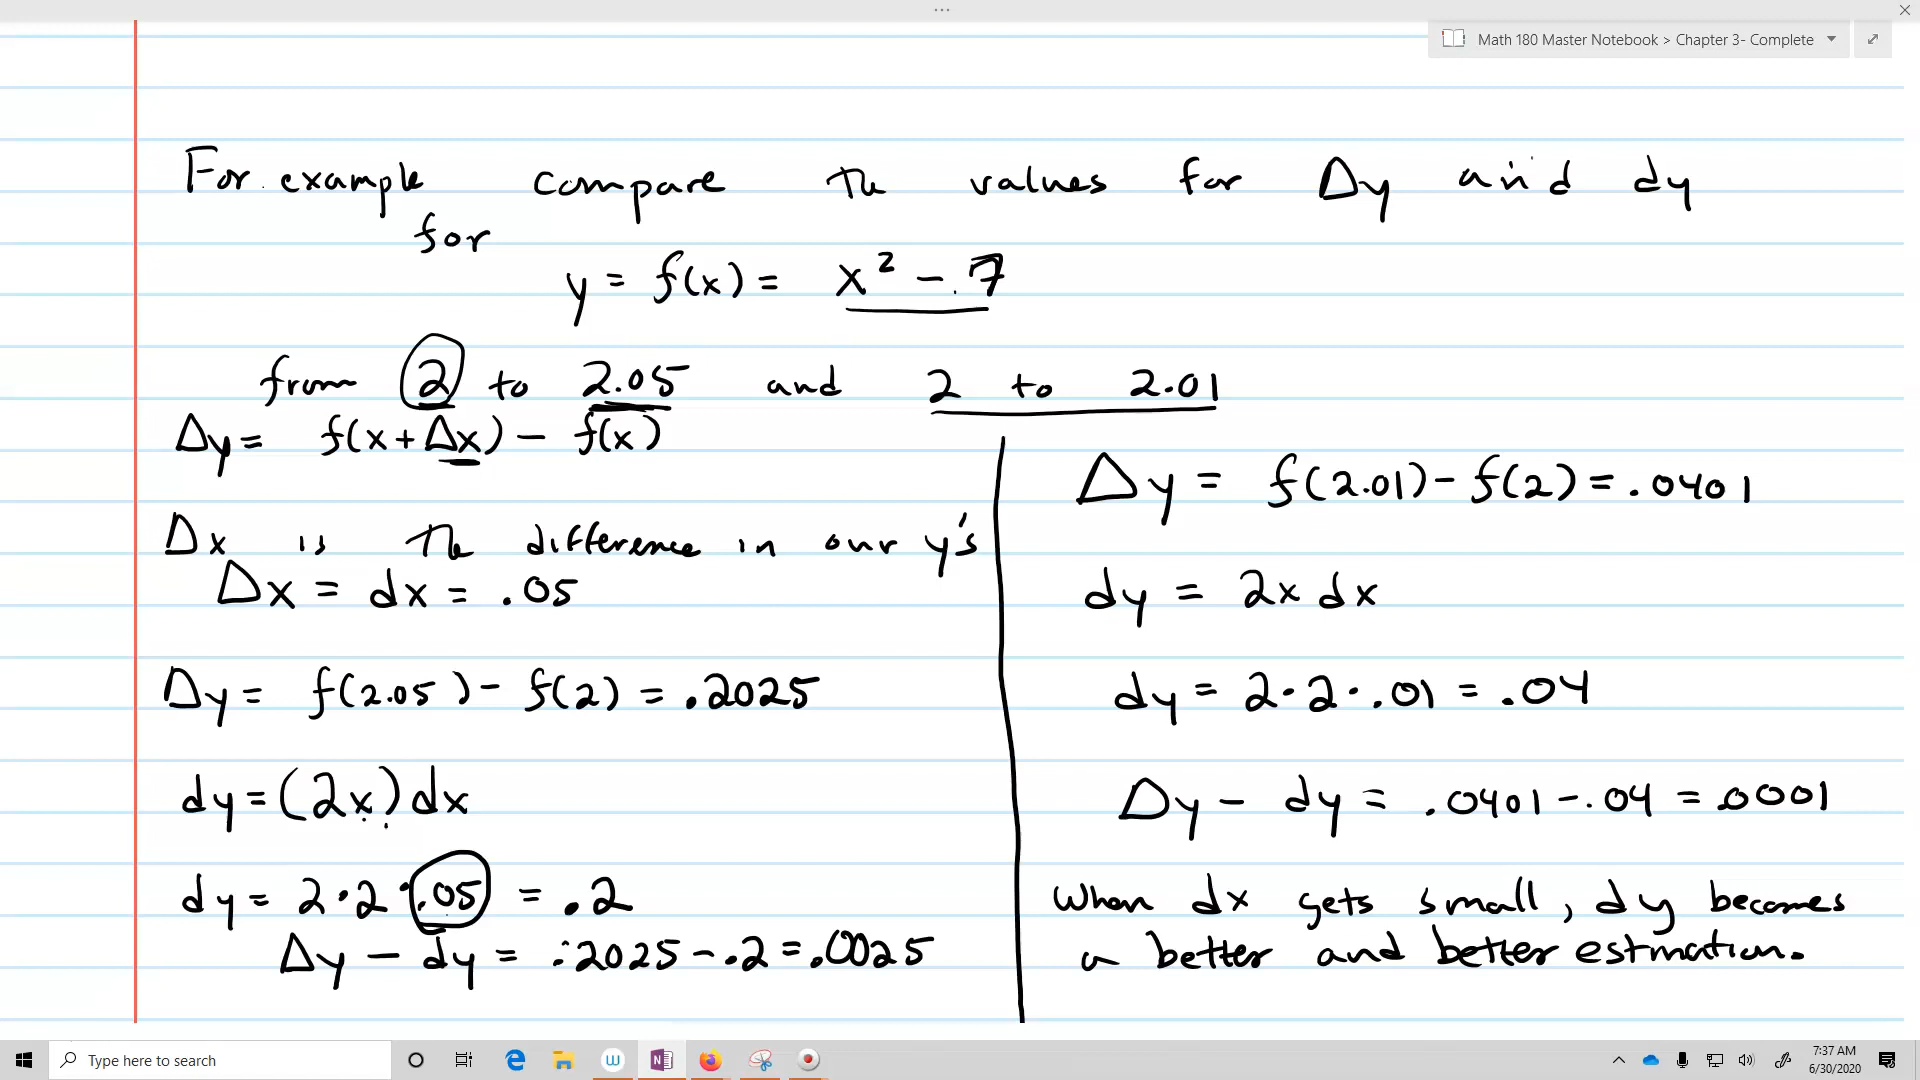 Math 180 Master Notebook > Chapter 3- Complete
For example compare the values for Δy and dy
for
y = f(x) = x² - 7
from 2 to 2.05 and 2 to 2.01
Δy = f(x+Δx) - f(x)
Δx is the difference in our y's
Δx = dx = .05
Δy = f(2.05) - f(2) = .2025
dy = (2x)dx
dy = 2·2·.05 = .2
Δy - dy = .2025 - .2 = .0025
Δy = f(2.01) - f(2) = .0401
dy = 2x dx
dy = 2·2·.01 = .04
Δy - dy = .0401 - .04 = .0001
When dx gets small, dy becomes
a better and better estmation.
Type here to search
7:37 AM
6/30/2020